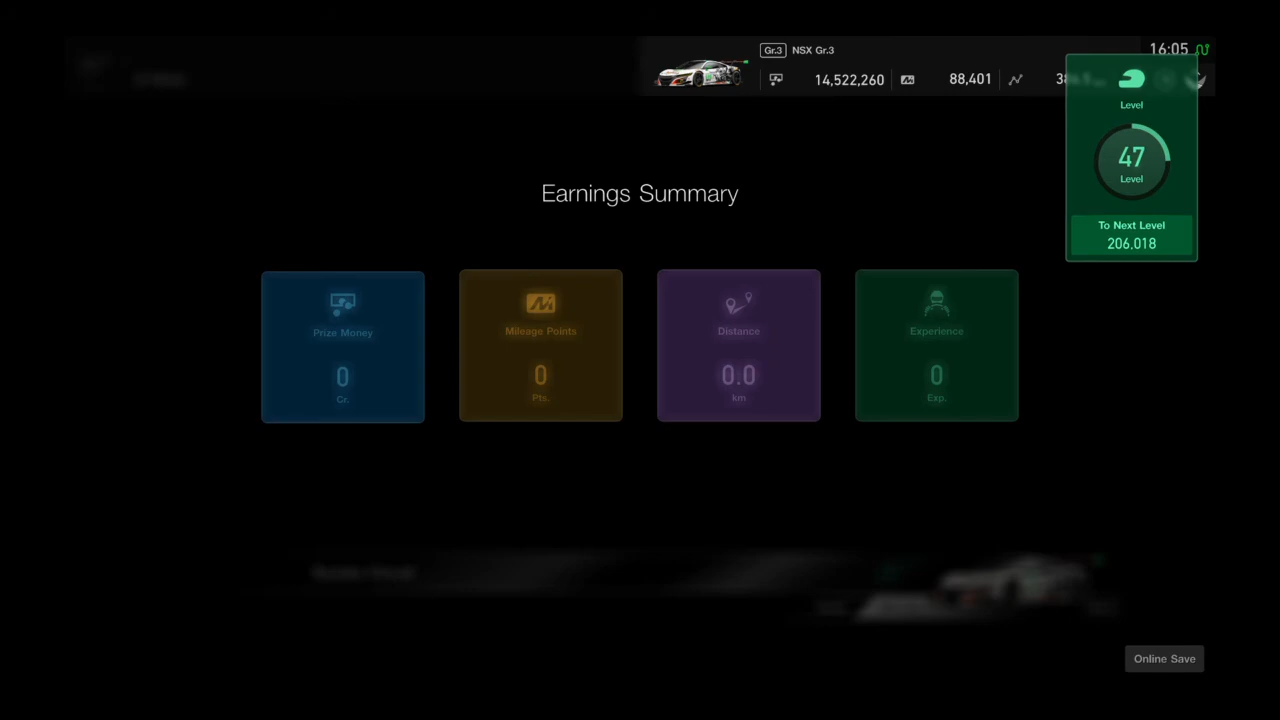 Gr.3 NSX Gr.3
16:05
14,522,260
88,401
Level
47
Level
To Next Level
206,018
Earnings Summary
Prize Money
0
Cr.
Mileage Points
0
Pts.
Distance
0.0
km
Experience
0
Exp.
Online Save